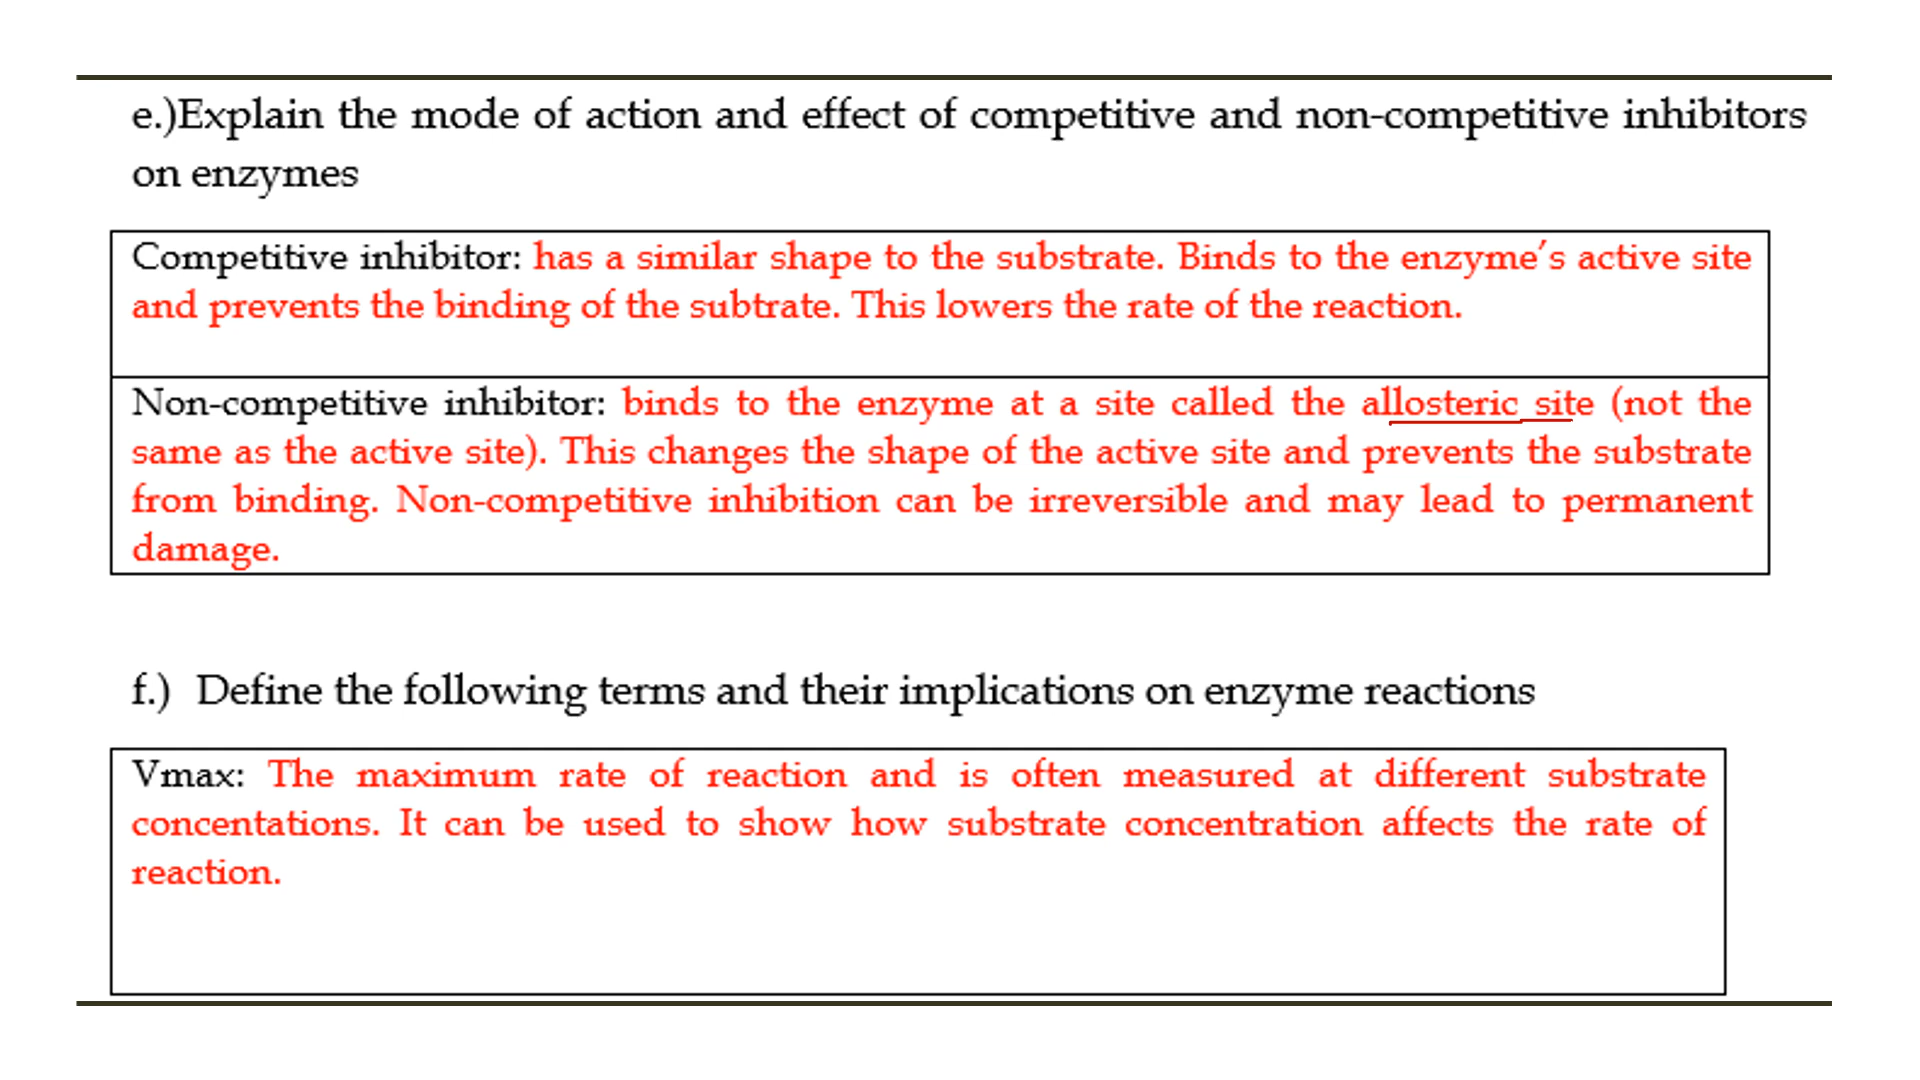 e.)Explain the mode of action and effect of competitive and non-competitive inhibitors
on enzymes
Competitive inhibitor: has a similar shape to the substrate. Binds to the enzyme’s active site
and prevents the binding of the subtrate. This lowers the rate of the reaction.
Non-competitive inhibitor: binds to the enzyme at a site called the allosteric site (not the
same as the active site). This changes the shape of the active site and prevents the substrate
from binding. Non-competitive inhibition can be irreversible and may lead to permanent
damage.
f.) Define the following terms and their implications on enzyme reactions
Vmax: The maximum rate of reaction and is often measured at different substrate
concentations. It can be used to show how substrate concentration affects the rate of
reaction.